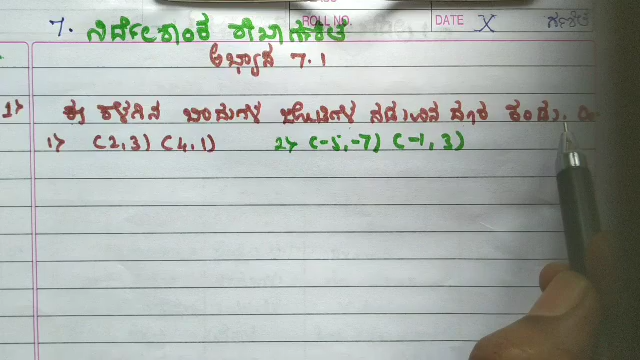 ROLL NO. DATE X ಗಣಿತ
7. ನಿರ್ದೇಶಾಂಕ ರೇಖಾಗಣಿತ
ಅಭ್ಯಾಸ 7.1
1> ಈ ಕೆಳಗಿನ ಬಿಂದುಗಳ ಜೋಡಿಗಳ ನಡುವಿನ ದೂರ ಕಂಡು.
1> (2,3) (4,1) 2> (-5,-7) (-1,3)